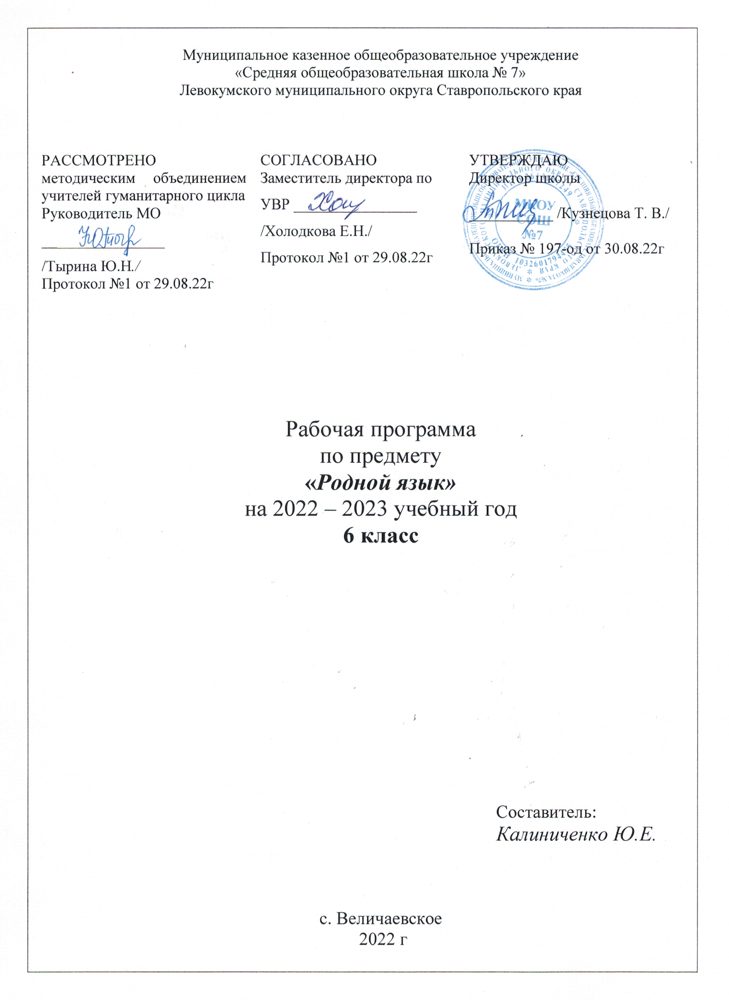 Муниципальное казенное общеобразовательное учреждение
«Средняя общеобразовательная школа № 7»
Левокумского муниципального округа Ставропольского края
РАССМОТРЕНО
методическим объединением
учителей гуманитарного цикла
Руководитель МО
/Тырина Ю.Н./
Протокол №1 от 29.08.22г
СОГЛАСОВАНО
Заместитель директора по
УВР
/Холодкова Е.Н./
Протокол №1 от 29.08.22г
УТВЕРЖДАЮ
Директор школы
/Кузнецова Т. В./
Приказ № 197-од от 30.08.22г
МКОУ
СОШ
№7
Рабочая программа
по предмету
«Родной язык»
на 2022 – 2023 учебный год
6 класс
Составитель:
Калиниченко Ю.Е.
с. Величаевское
2022 г